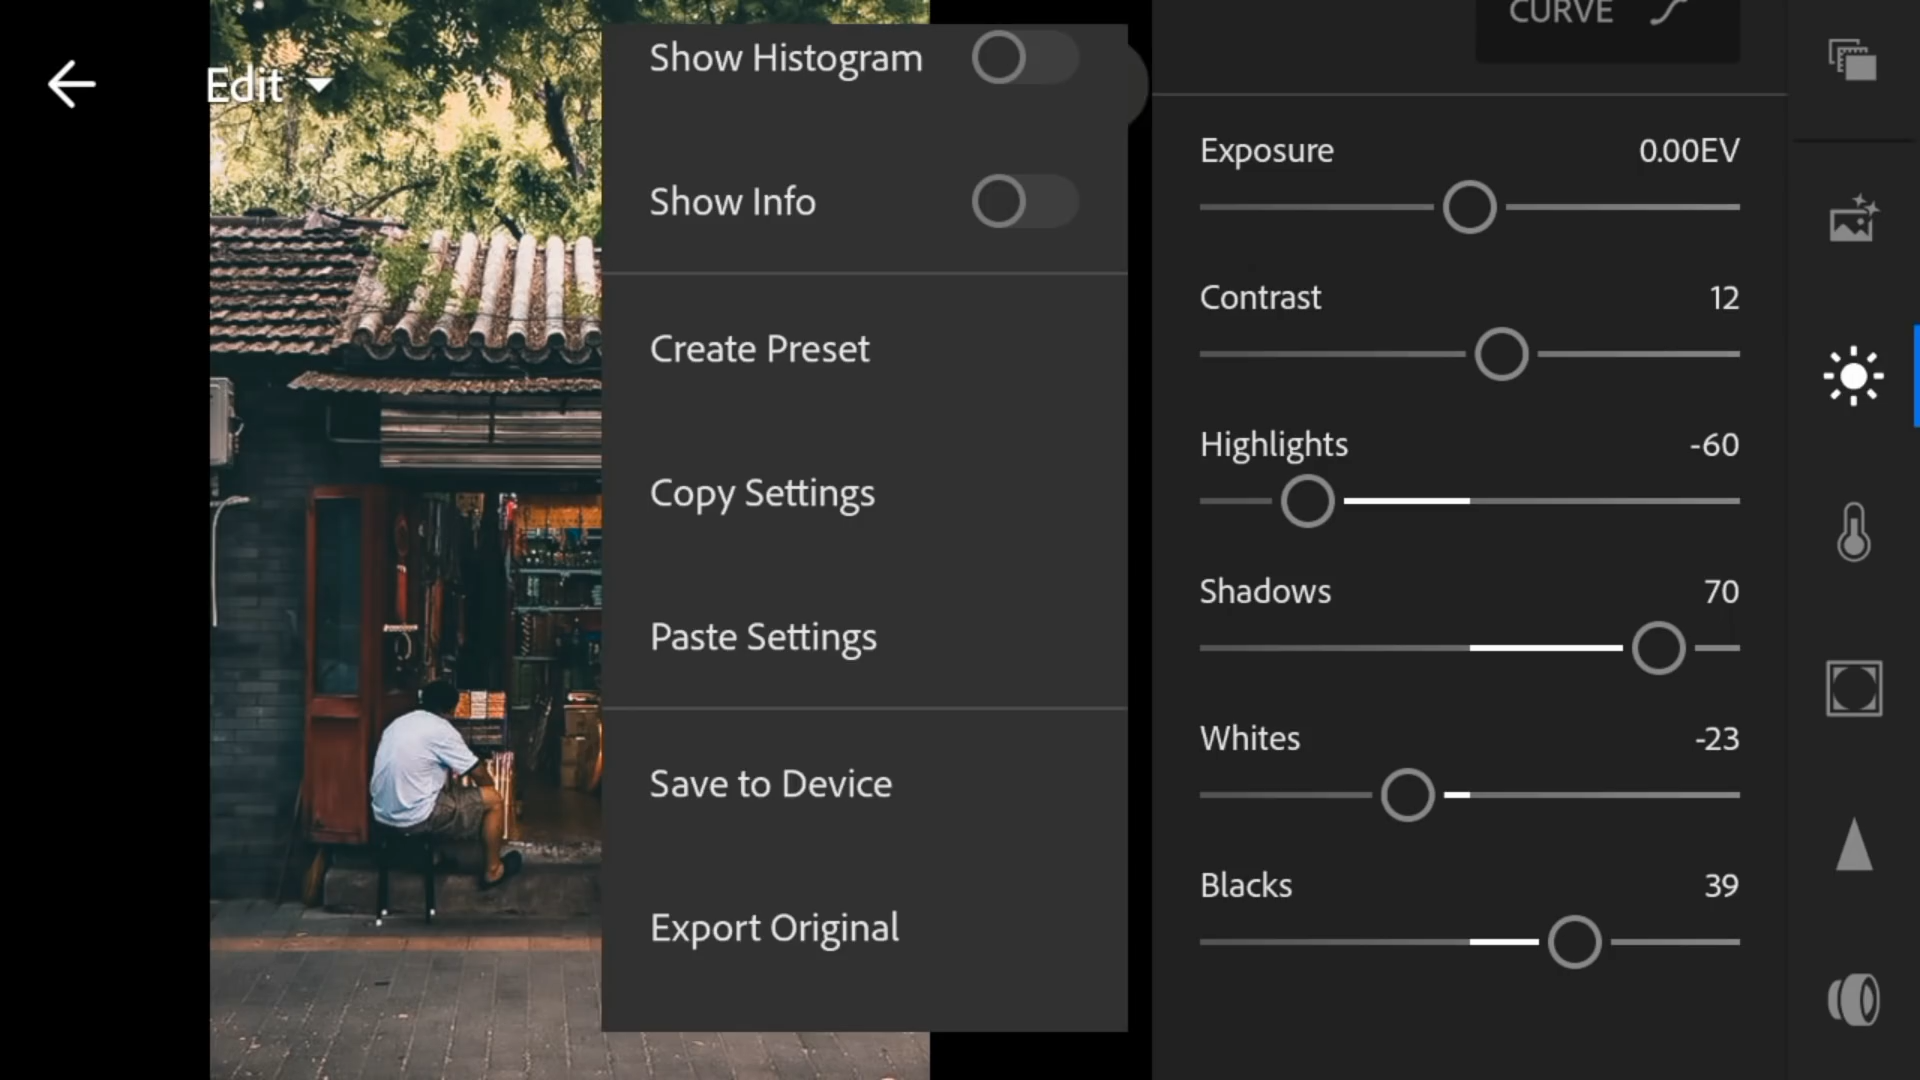 Edit
Show Histogram
Show Info
Create Preset
Copy Settings
Paste Settings
Save to Device
Export Original
CURVE
Exposure 0.00EV
Contrast 12
Highlights -60
Shadows 70
Whites -23
Blacks 39